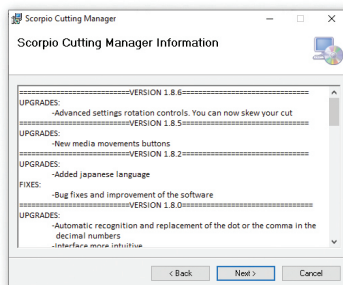 Scorpio Cutting Manager
Scorpio Cutting Manager Information
===========================VERSION 1.8.6===============================
UPGRADES:
-Advanced settings rotation controls. You can now skew your cut
===========================VERSION 1.8.5===============================
UPGRADES:
-New media movements buttons
===========================VERSION 1.8.2===============================
UPGRADES:
-Added japanese language
FIXES:
-Bug fixes and improvement of the software
===========================VERSION 1.8.0===============================
UPGRADES:
-Automatic recognition and replacement of the dot or the comma in the
decimal numbers
-Interface more intuitive
< Back
Next >
Cancel